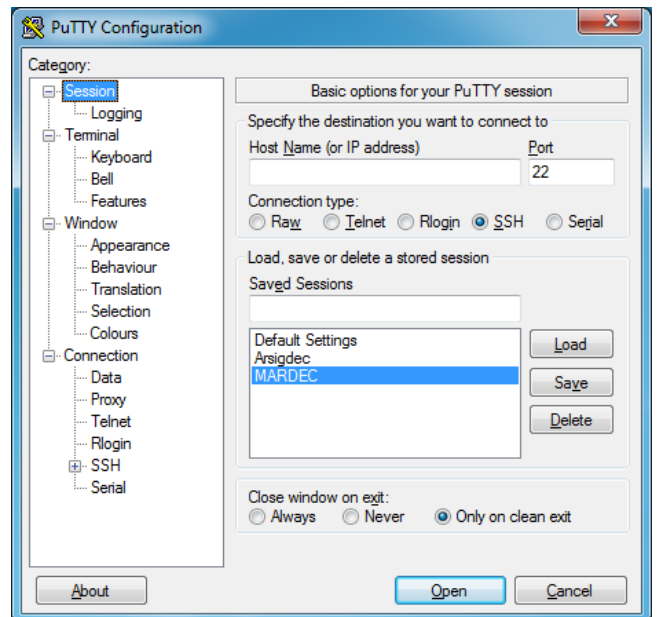 PuTTY Configuration
Category:
Session
Logging
Terminal
Keyboard
Bell
Features
Window
Appearance
Behaviour
Translation
Selection
Colours
Connection
Data
Proxy
Telnet
Rlogin
SSH
Serial
Basic options for your PuTTY session
Specify the destination you want to connect to
Host Name (or IP address) Port
22
Connection type:
Raw Telnet Rlogin SSH Serial
Load, save or delete a stored session
Saved Sessions
Default Settings
Arsigdec
MARDEC
Load
Save
Delete
Close window on exit:
Always Never Only on clean exit
About Open Cancel